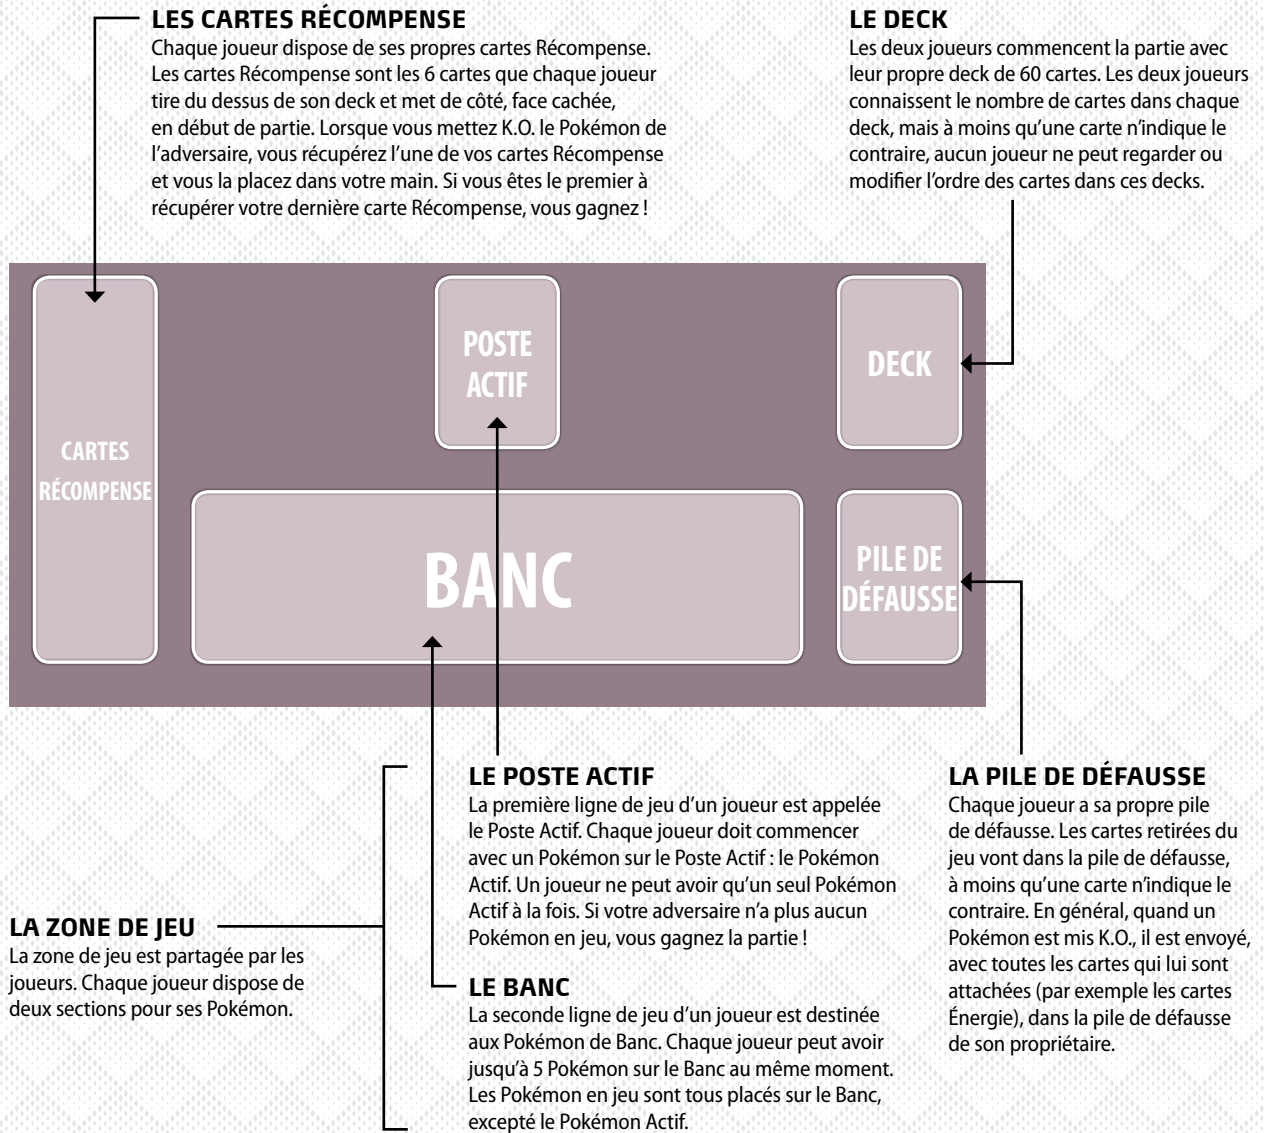 LES CARTES RÉCOMPENSE
Chaque joueur dispose de ses propres cartes Récompense.
Les cartes Récompense sont les 6 cartes que chaque joueur
tire du dessus de son deck et met de côté, face cachée,
en début de partie. Lorsque vous mettez K.O. le Pokémon de
l’adversaire, vous récupérez l’une de vos cartes Récompense
et vous la placez dans votre main. Si vous êtes le premier à
récupérer votre dernière carte Récompense, vous gagnez !
LE DECK
Les deux joueurs commencent la partie avec
leur propre deck de 60 cartes. Les deux joueurs
connaissent le nombre de cartes dans chaque
deck, mais à moins qu’une carte n’indique le
contraire, aucun joueur ne peut regarder ou
modifier l’ordre des cartes dans ces decks.
CARTES
RÉCOMPENSE
POSTE
ACTIF
DECK
BANC
PILE DE
DÉFAUSSE
LA ZONE DE JEU
La zone de jeu est partagée par les
joueurs. Chaque joueur dispose de
deux sections pour ses Pokémon.
LE POSTE ACTIF
La première ligne de jeu d’un joueur est appelée
le Poste Actif. Chaque joueur doit commencer
avec un Pokémon sur le Poste Actif : le Pokémon
Actif. Un joueur ne peut avoir qu’un seul Pokémon
Actif à la fois. Si votre adversaire n’a plus aucun
Pokémon en jeu, vous gagnez la partie !
LE BANC
La seconde ligne de jeu d’un joueur est destinée
aux Pokémon de Banc. Chaque joueur peut avoir
jusqu’à 5 Pokémon sur le Banc au même moment.
Les Pokémon en jeu sont tous placés sur le Banc,
excepté le Pokémon Actif.
LA PILE DE DÉFAUSSE
Chaque joueur a sa propre pile
de défausse. Les cartes retirées du
jeu vont dans la pile de défausse,
à moins qu’une carte n’indique le
contraire. En général, quand un
Pokémon est mis K.O., il est envoyé,
avec toutes les cartes qui lui sont
attachées (par exemple les cartes
Énergie), dans la pile de défausse
de son propriétaire.